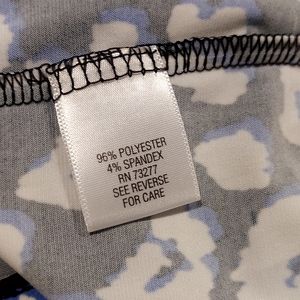 96% POLYESTER
4% SPANDEX
RN 73277
SEE REVERSE
FOR CARE